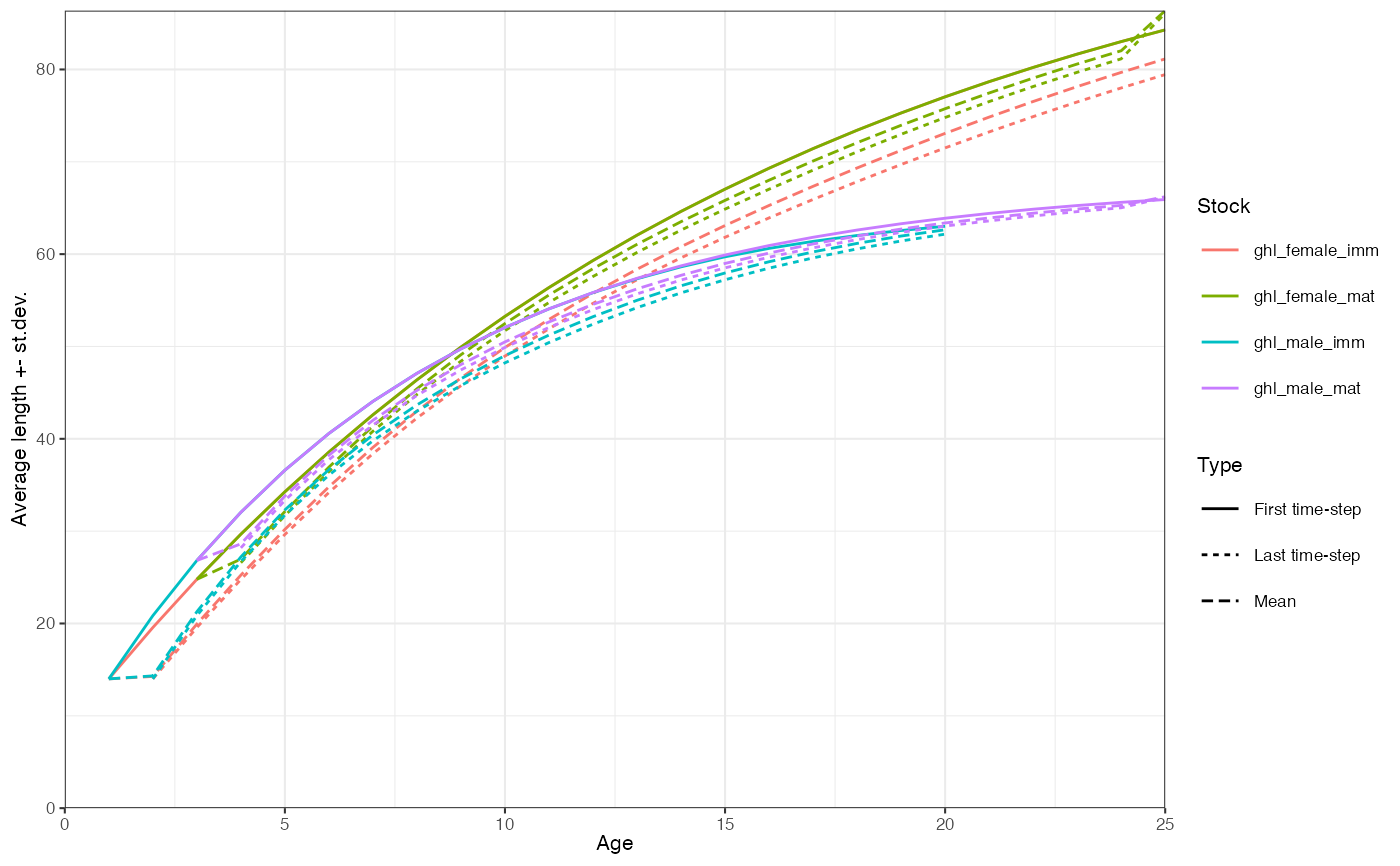 80
60
40
20
0
0
5
10
15
20
25
Age
Average length +- st.dev.
Stock
ghl_female_imm
ghl_female_mat
ghl_male_imm
ghl_male_mat
Type
First time-step
Last time-step
Mean